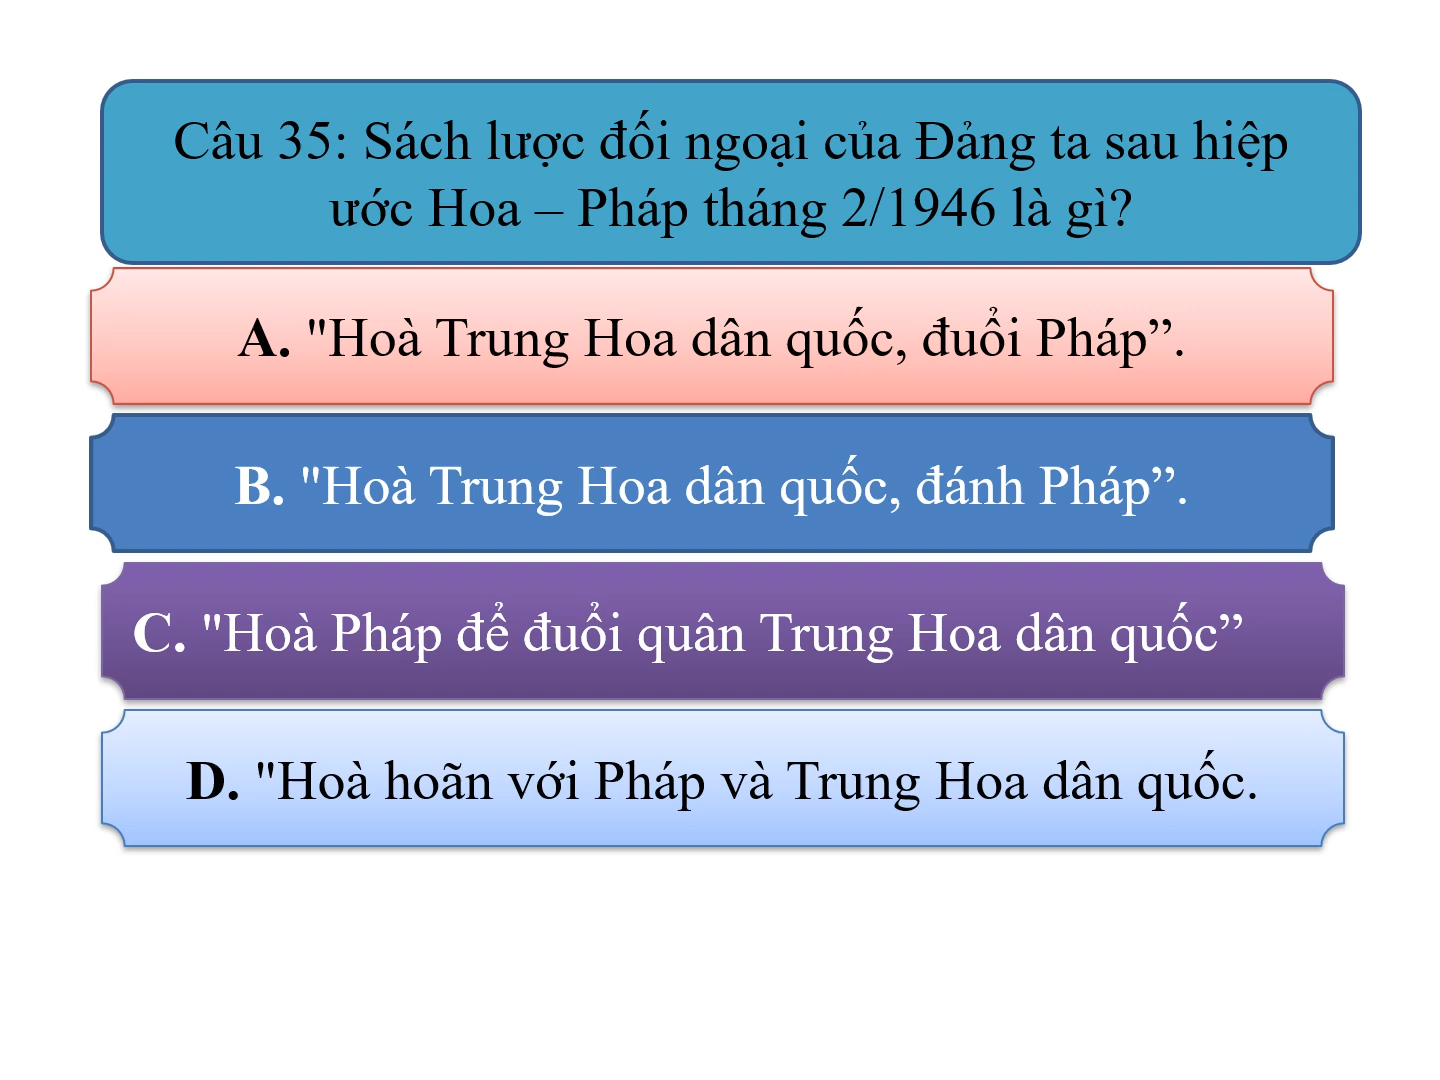 Câu 35: Sách lược đối ngoại của Đảng ta sau hiệp
ước Hoa – Pháp tháng 2/1946 là gì?
A. "Hoà Trung Hoa dân quốc, đuổi Pháp”.
B. "Hoà Trung Hoa dân quốc, đánh Pháp”.
C. "Hoà Pháp để đuổi quân Trung Hoa dân quốc”
D. "Hoà hoãn với Pháp và Trung Hoa dân quốc.